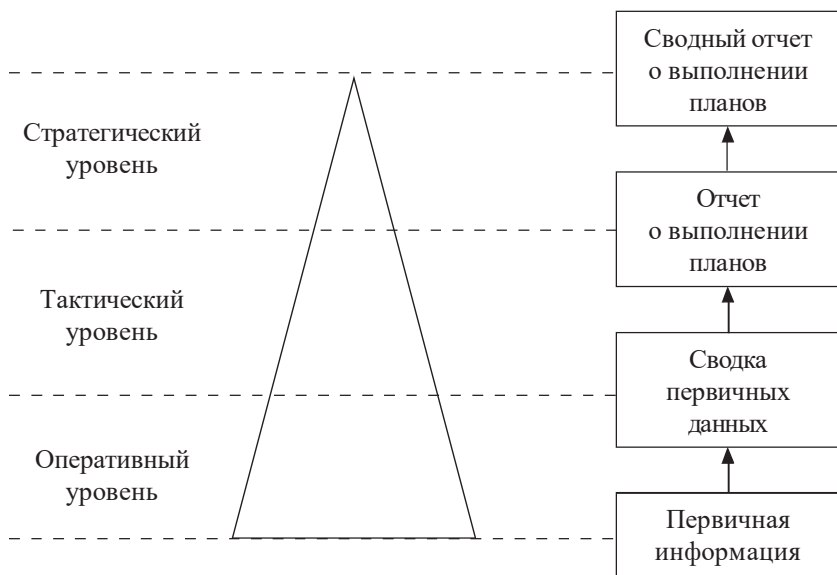 Сводный отчет
о выполнении
планов
Стратегический
уровень
Отчет
о выполнении
планов
Тактический
уровень
Сводка
первичных
данных
Оперативный
уровень
Первичная
информация